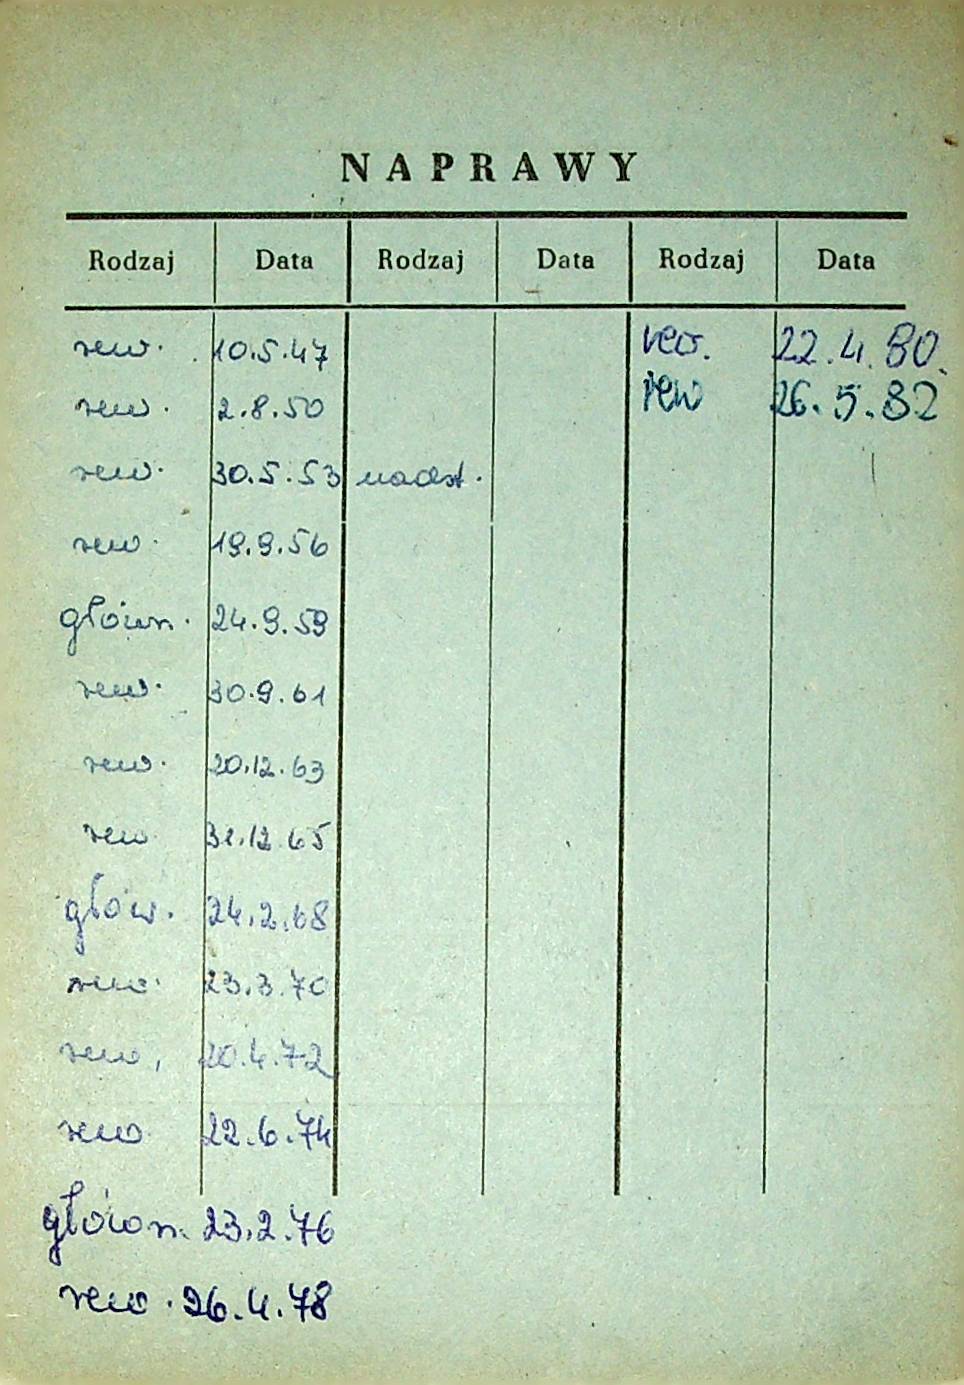 NAPRAWY
Rodzaj Data Rodzaj Data Rodzaj Data
rew. 10.5.47 rew. 22.4.80.
rew. 2.8.50 rew 26.5.82
rew. 30.5.53
rew. 19.9.56
główn. 24.9.59
rew. 30.9.61
rew. 20.12.63
rew 31.12.65
głów. 24.2.68
rew. 23.3.70
rew, 20.4.72
rew 22.6.74
główn. 23.2.76
rew. 26.4.78